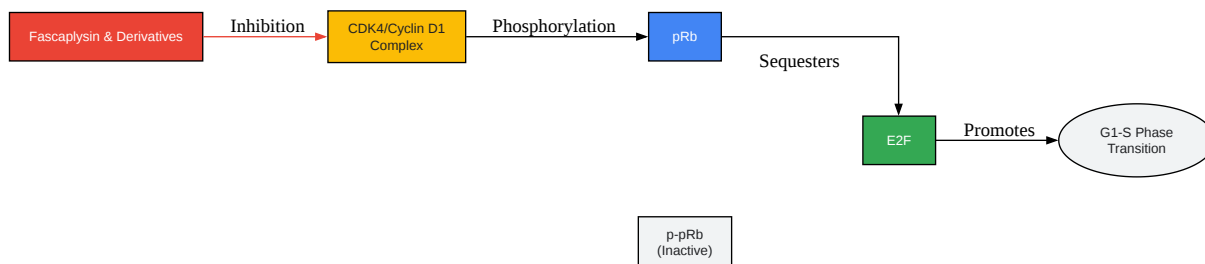 Fascaplysin & Derivatives
Inhibition
CDK4/Cyclin D1
Complex
Phosphorylation
pRb
Sequesters
E2F
Promotes
G1-S Phase
Transition
p-pRb
(Inactive)